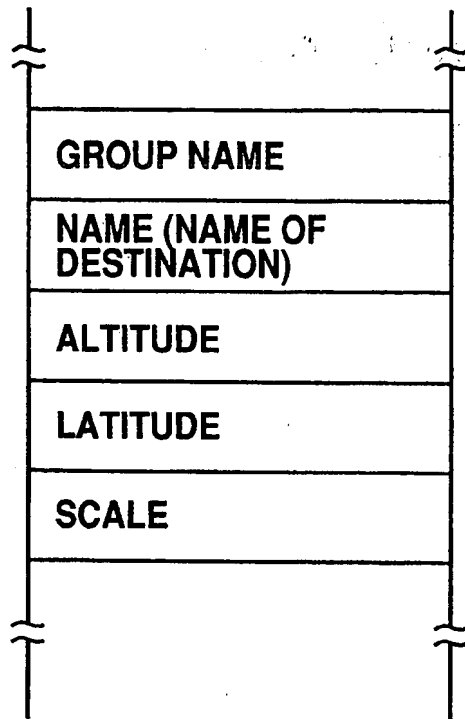 GROUP NAME
NAME (NAME OF
DESTINATION)
ALTITUDE
LATITUDE
SCALE